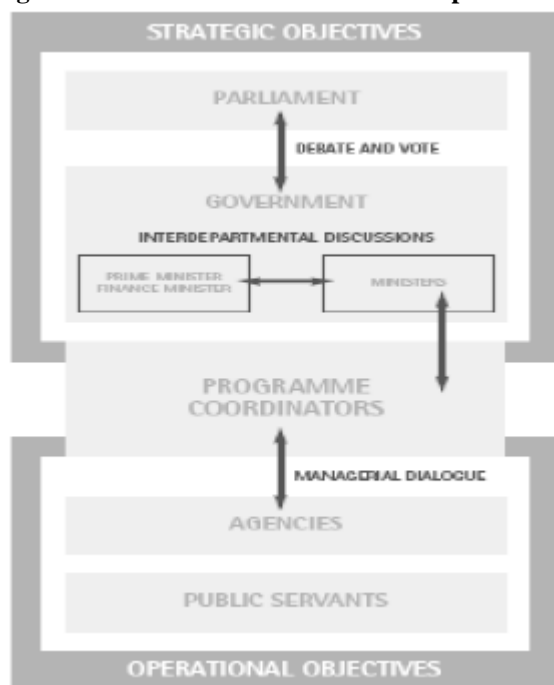 STRATEGIC OBJECTIVES
PARLIAMENT
DEBATE AND VOTE
GOVERNMENT
INTERDEPARTMENTAL DISCUSSIONS
PRIME MINISTER
FINANCE MINISTER
MINISTERS
PROGRAMME
COORDINATORS
MANAGERIAL DIALOGUE
AGENCIES
PUBLIC SERVANTS
OPERATIONAL OBJECTIVES